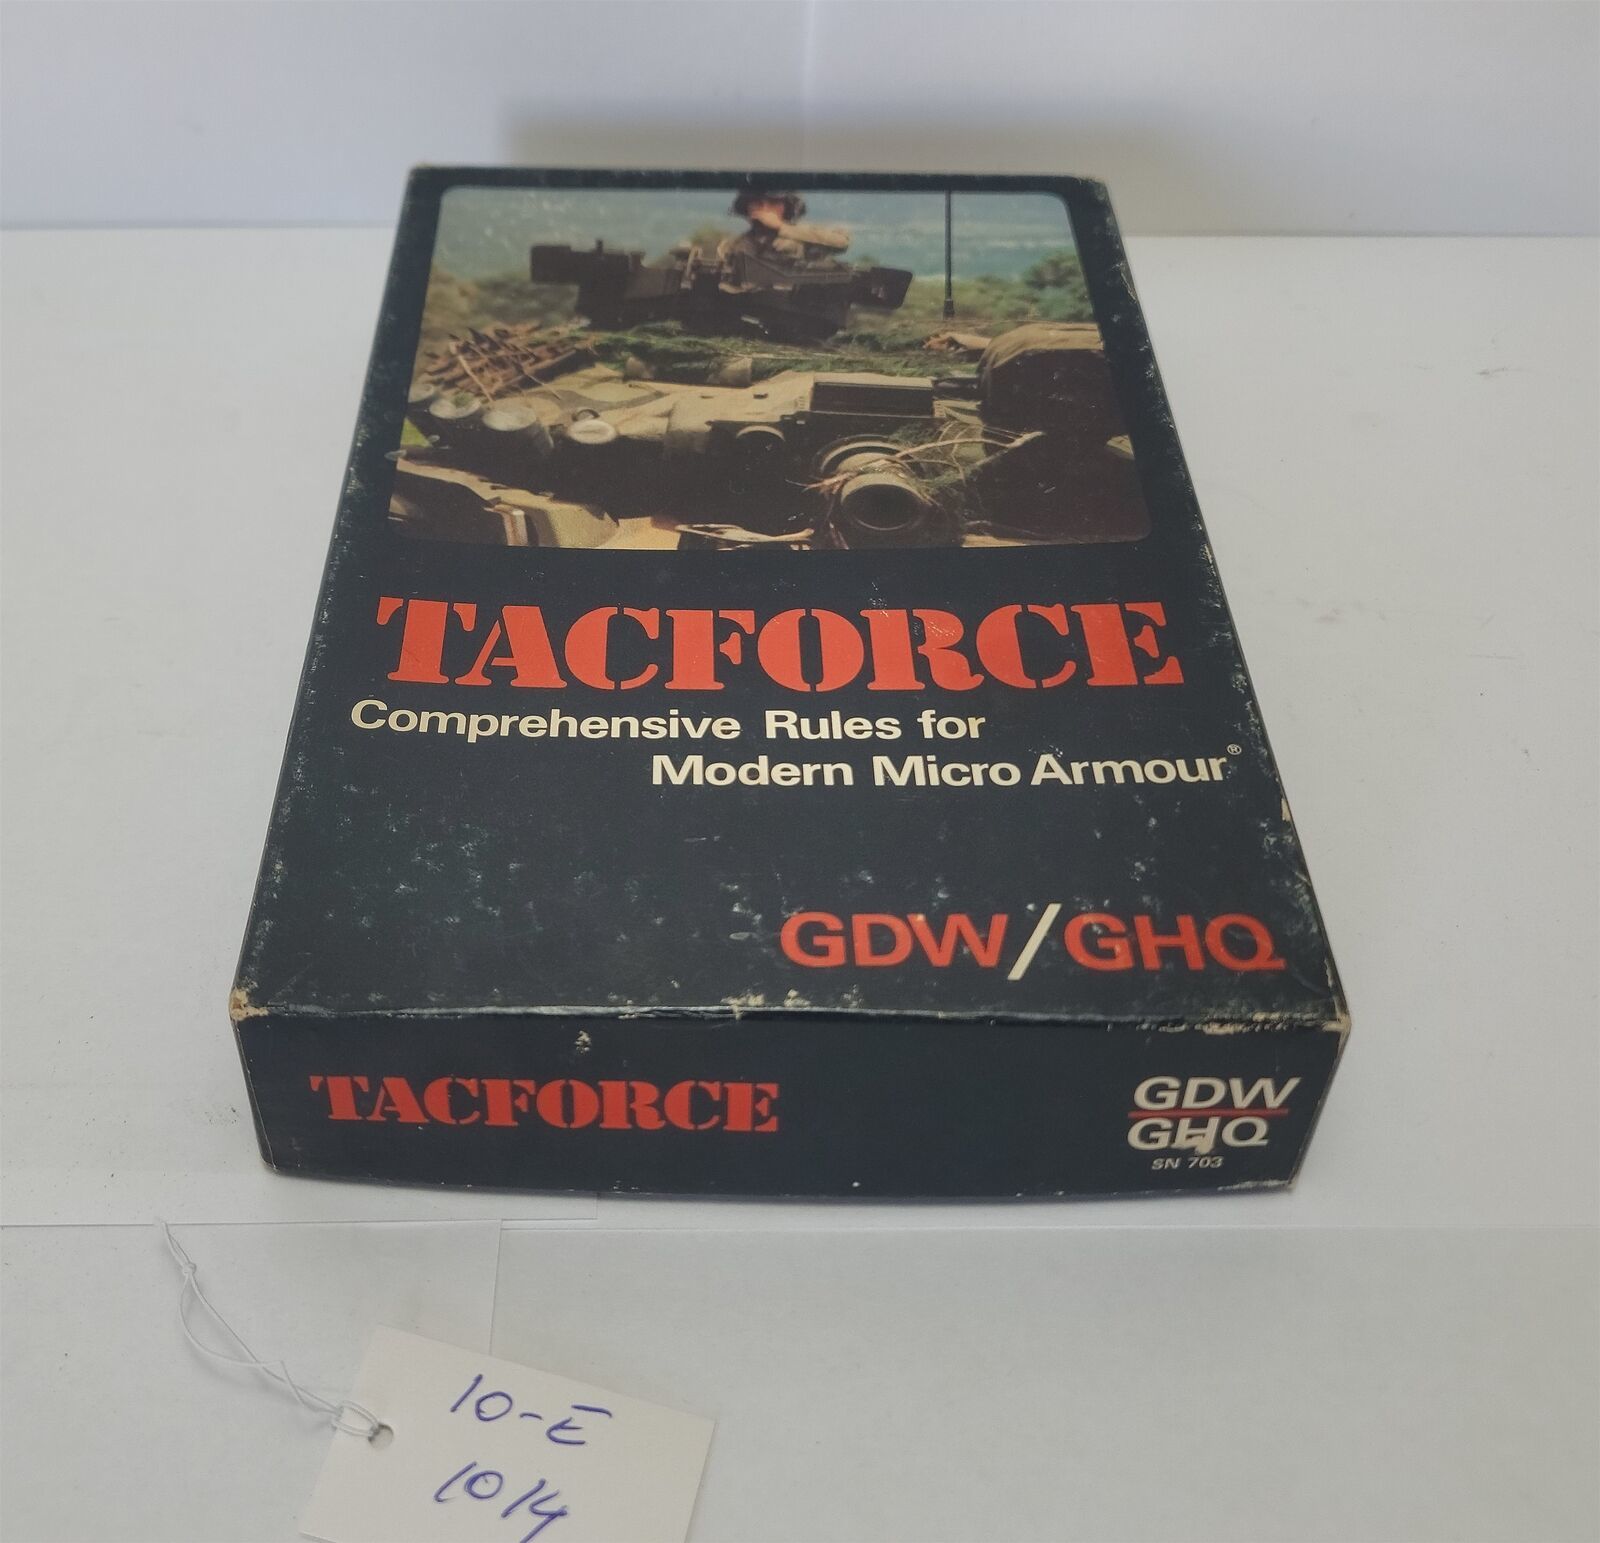 TACFORCE
Comprehensive Rules for
Modern Micro Armour®
GDW/GHQ
TACFORCE
GDW
GHQ
SN 703
10-E
1014